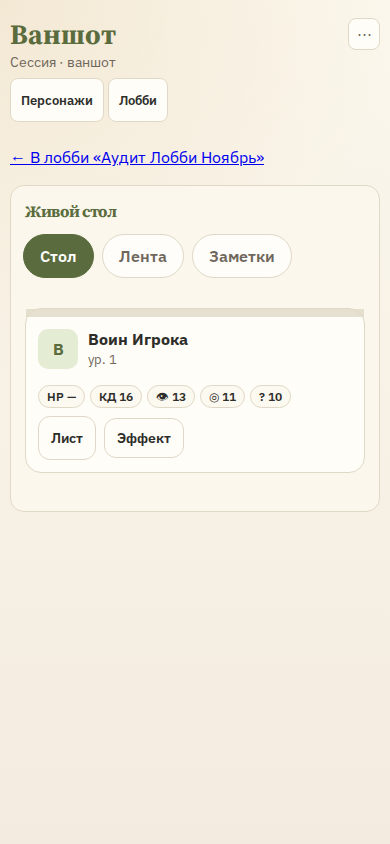 Ваншот
...
Сессия · ваншот
Персонажи Лобби
← В лобби «Аудит Лобби Ноябрь»
Живой стол
Стол Лента Заметки
В
Воин Игрока
ур. 1
HP — КД 16 👁 13 ◎ 11 ? 10
Лист Эффект